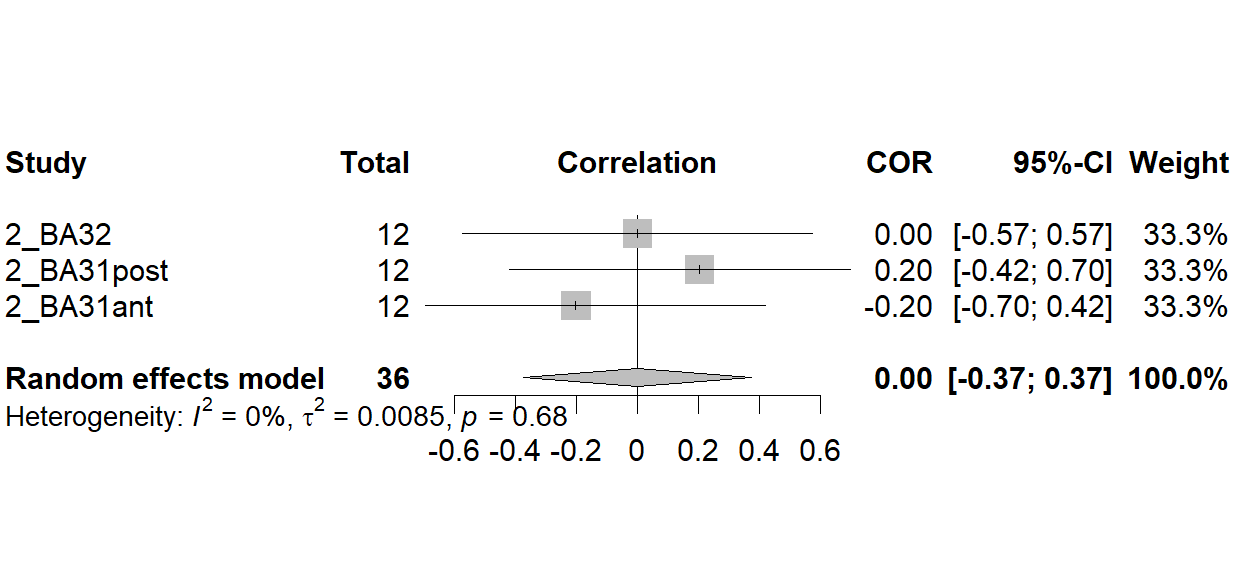 Study Total Correlation COR 95%-CI Weight
2_BA32 12 0.00 [-0.57; 0.57] 33.3%
2_BA31post 12 0.20 [-0.42; 0.70] 33.3%
2_BA31ant 12 -0.20 [-0.70; 0.42] 33.3%
Random effects model 36 0.00 [-0.37; 0.37] 100.0%
Heterogeneity: I² = 0%, τ² = 0.0085, p = 0.68
-0.6 -0.4 -0.2 0 0.2 0.4 0.6